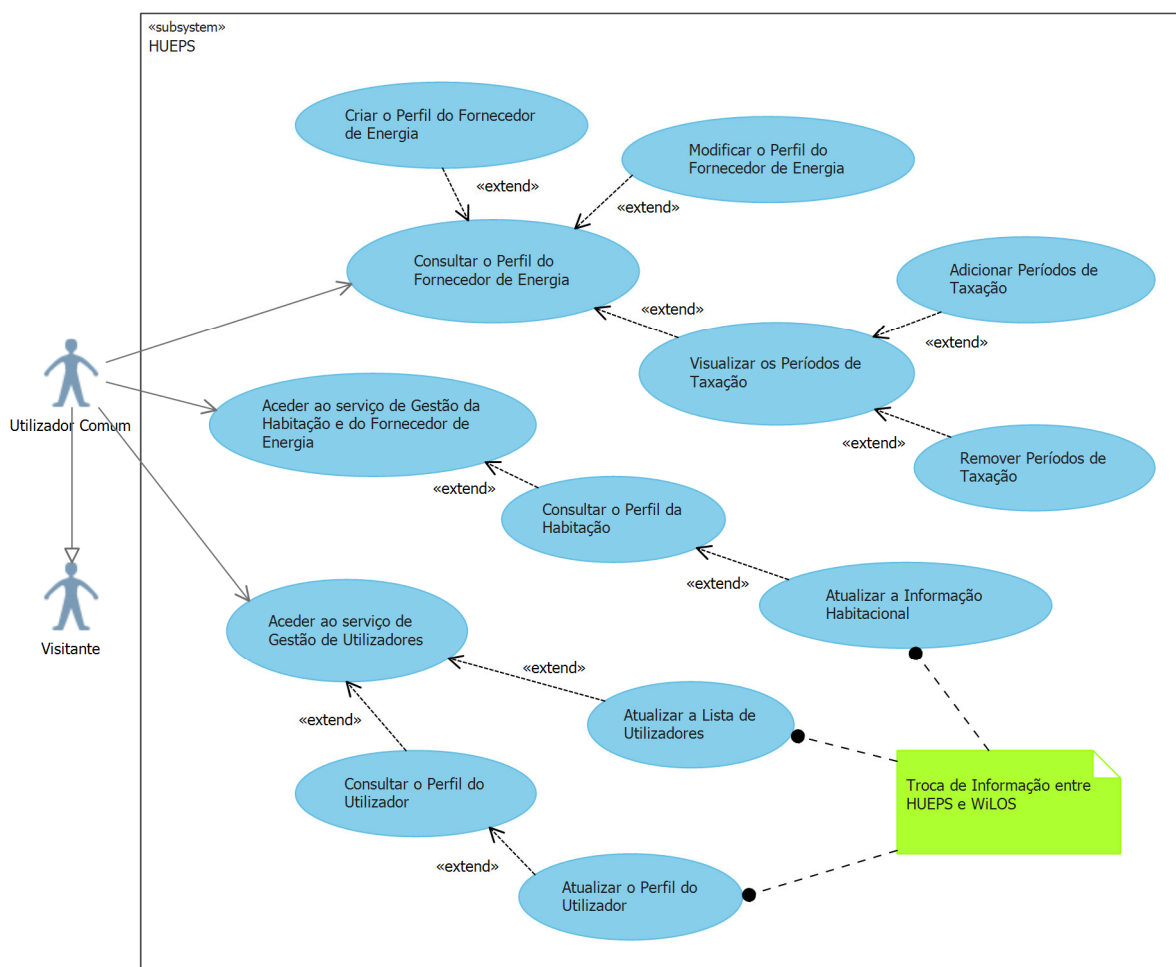 «subsystem»
HUEPS
Criar o Perfil do Fornecedor
de Energia
Modificar o Perfil do
Fornecedor de Energia
«extend»
«extend»
Consultar o Perfil do
Fornecedor de Energia
Adicionar Períodos de
Taxação
«extend»
«extend»
Visualizar os Períodos de
Taxação
Utilizador Comum
Aceder ao serviço de Gestão da
Habitação e do Fornecedor de
Energia
«extend»
Remover Períodos de
Taxação
«extend»
Consultar o Perfil da
Habitação
«extend»
Atualizar a Informação
Habitacional
Visitante
Aceder ao serviço de
Gestão de Utilizadores
«extend»
«extend»
Atualizar a Lista de
Utilizadores
Consultar o Perfil do
Utilizador
Troca de Informação entre
HUEPS e WiLOS
«extend»
Atualizar o Perfil do
Utilizador